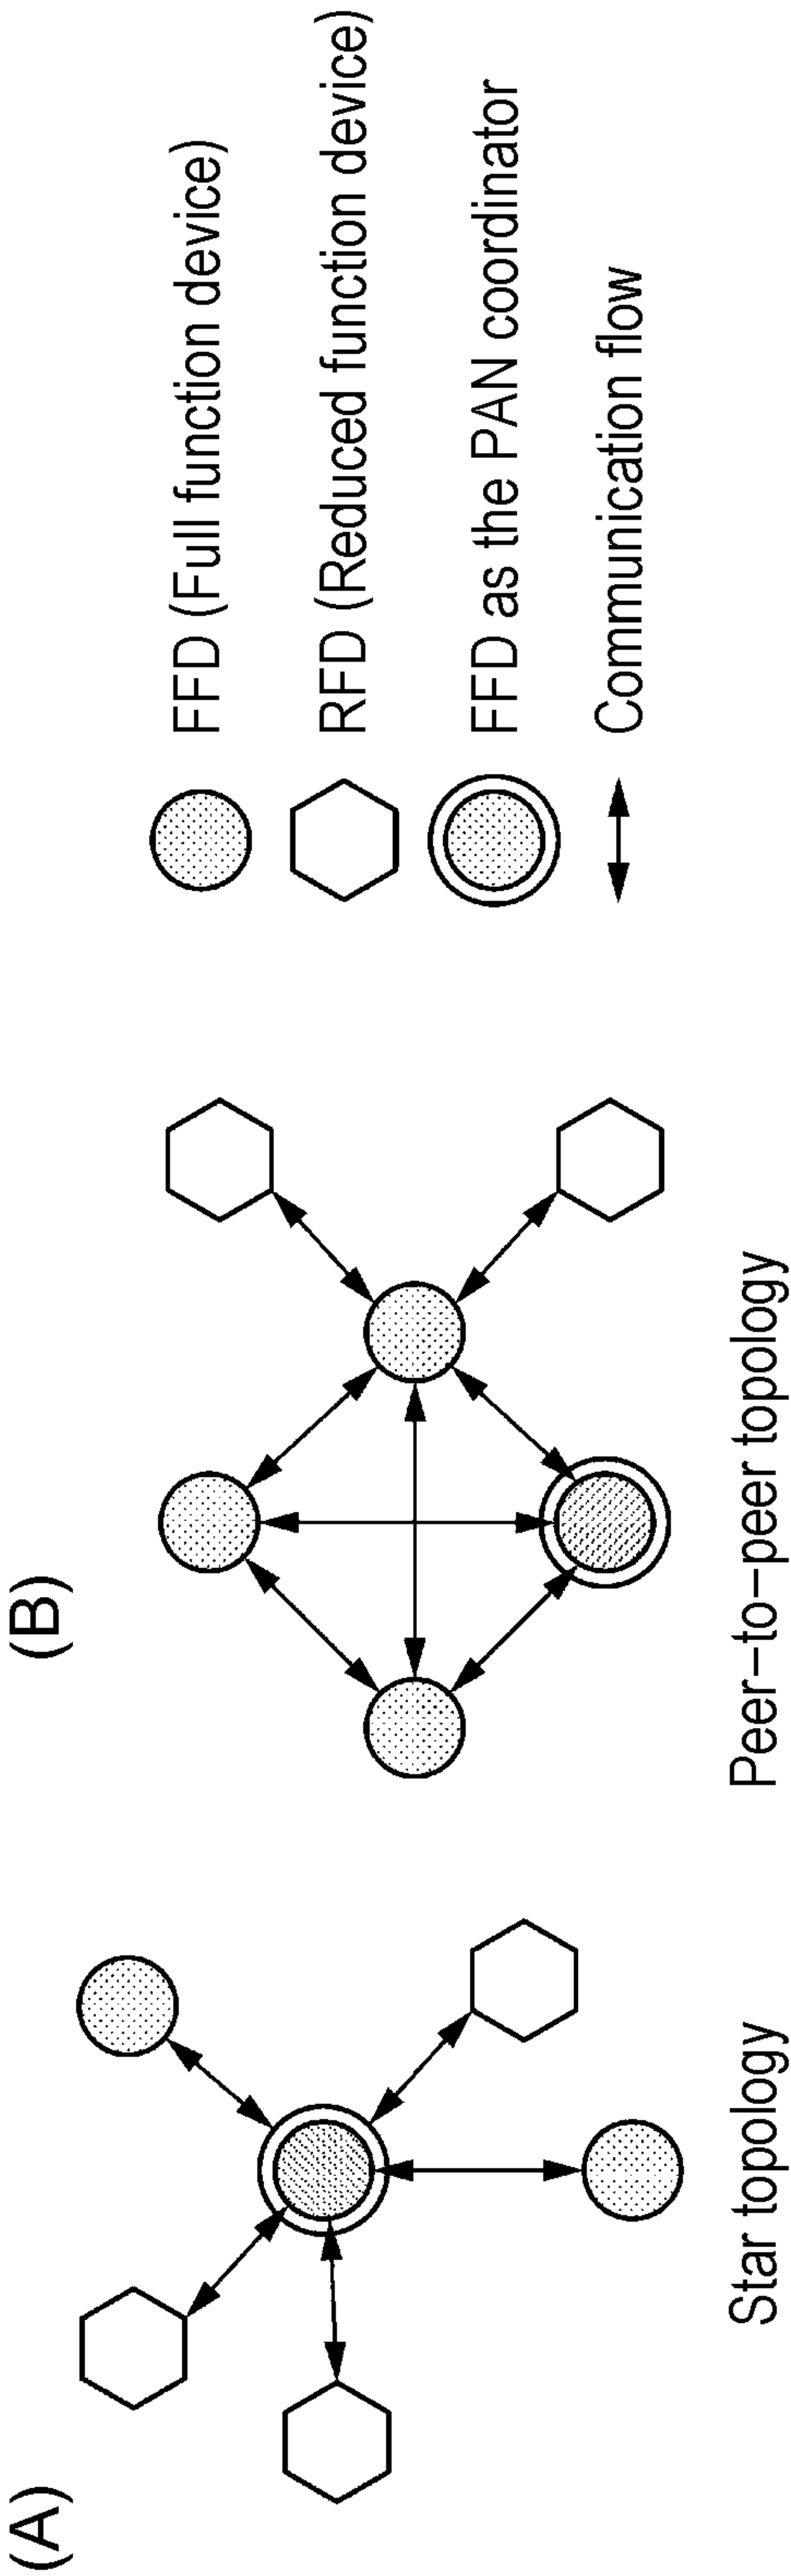 (A)
Star topology
(B)
Peer-to-peer topology
FFD (Full function device)
RFD (Reduced function device)
FFD as the PAN coordinator
Communication flow